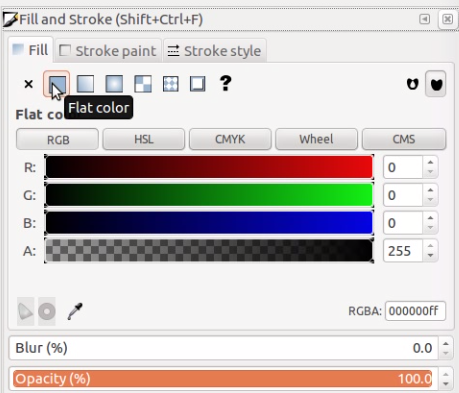 Fill and Stroke (Shift+Ctrl+F)
Fill Stroke paint Stroke style
?
Flat color
Flat co
RGB HSL CMYK Wheel CMS
R: 0
G: 0
B: 0
A: 255
RGBA: 000000ff
Blur (%) 0.0
Opacity (%) 100.0